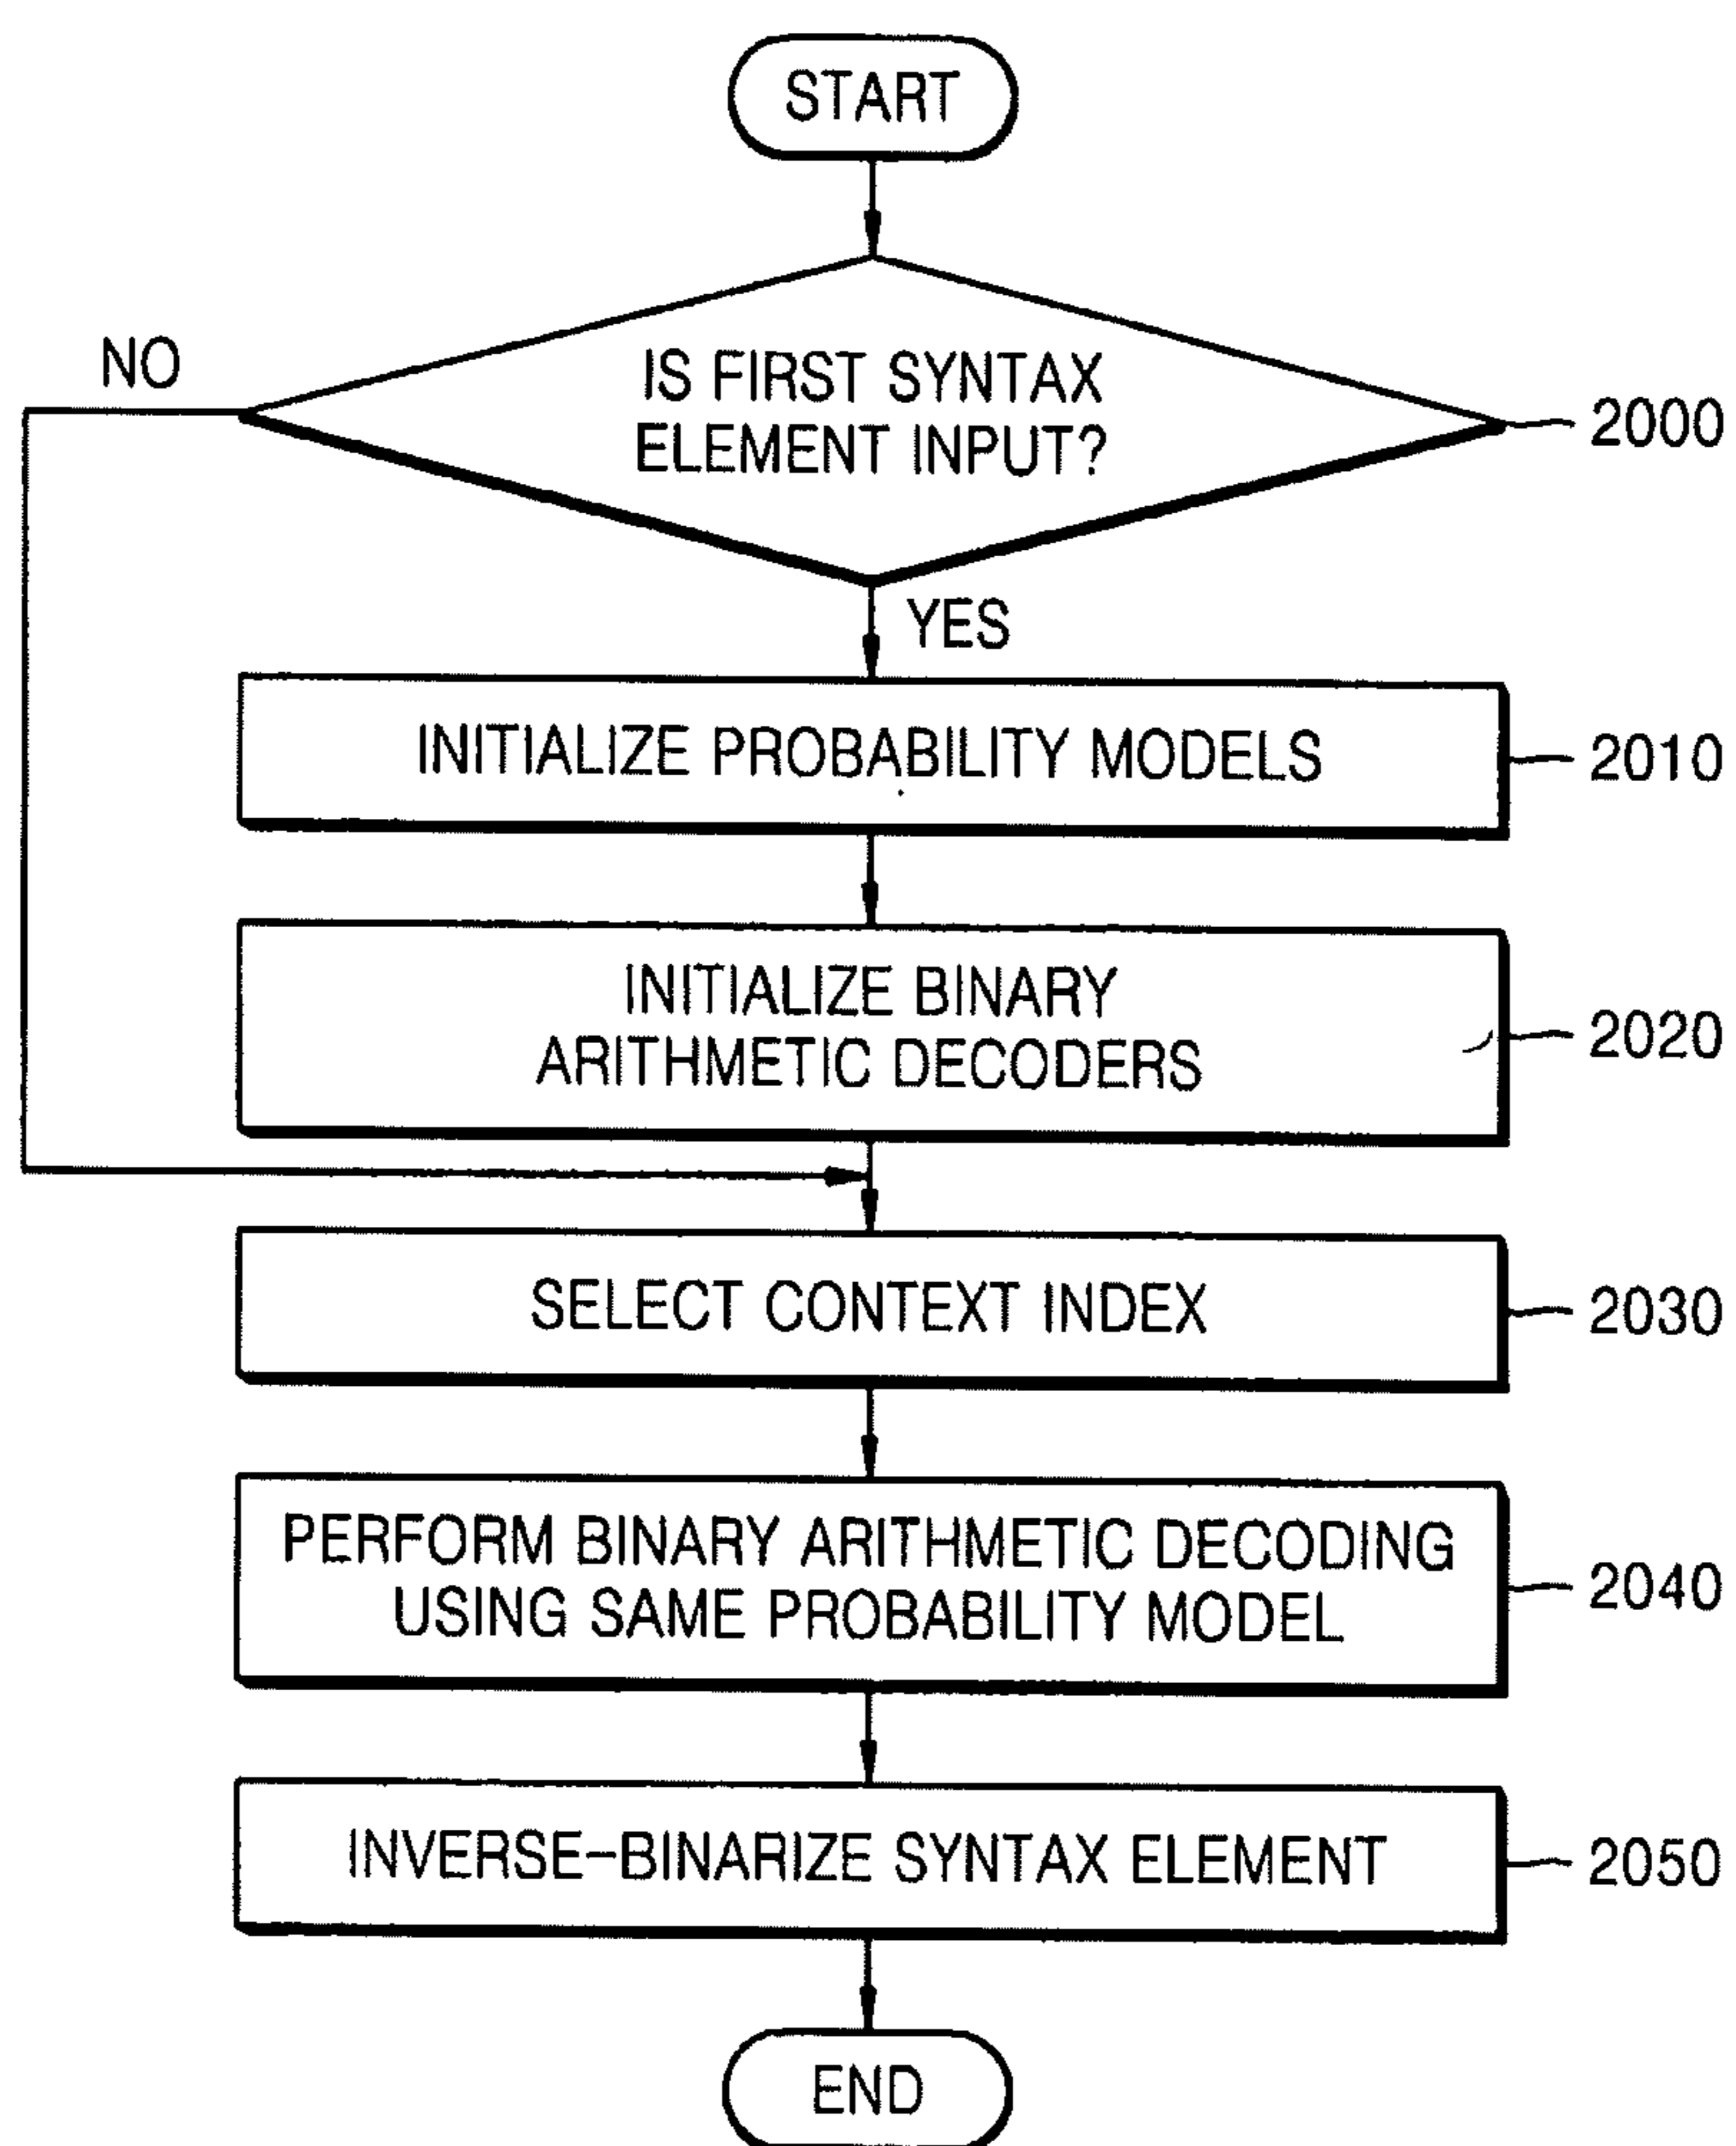 START
NO
IS FIRST SYNTAX
ELEMENT INPUT?
2000
YES
INITIALIZE PROBABILITY MODELS
2010
INITIALIZE BINARY
ARITHMETIC DECODERS
2020
SELECT CONTEXT INDEX
2030
PERFORM BINARY ARITHMETIC DECODING
USING SAME PROBABILITY MODEL
2040
INVERSE-BINARIZE SYNTAX ELEMENT
2050
END